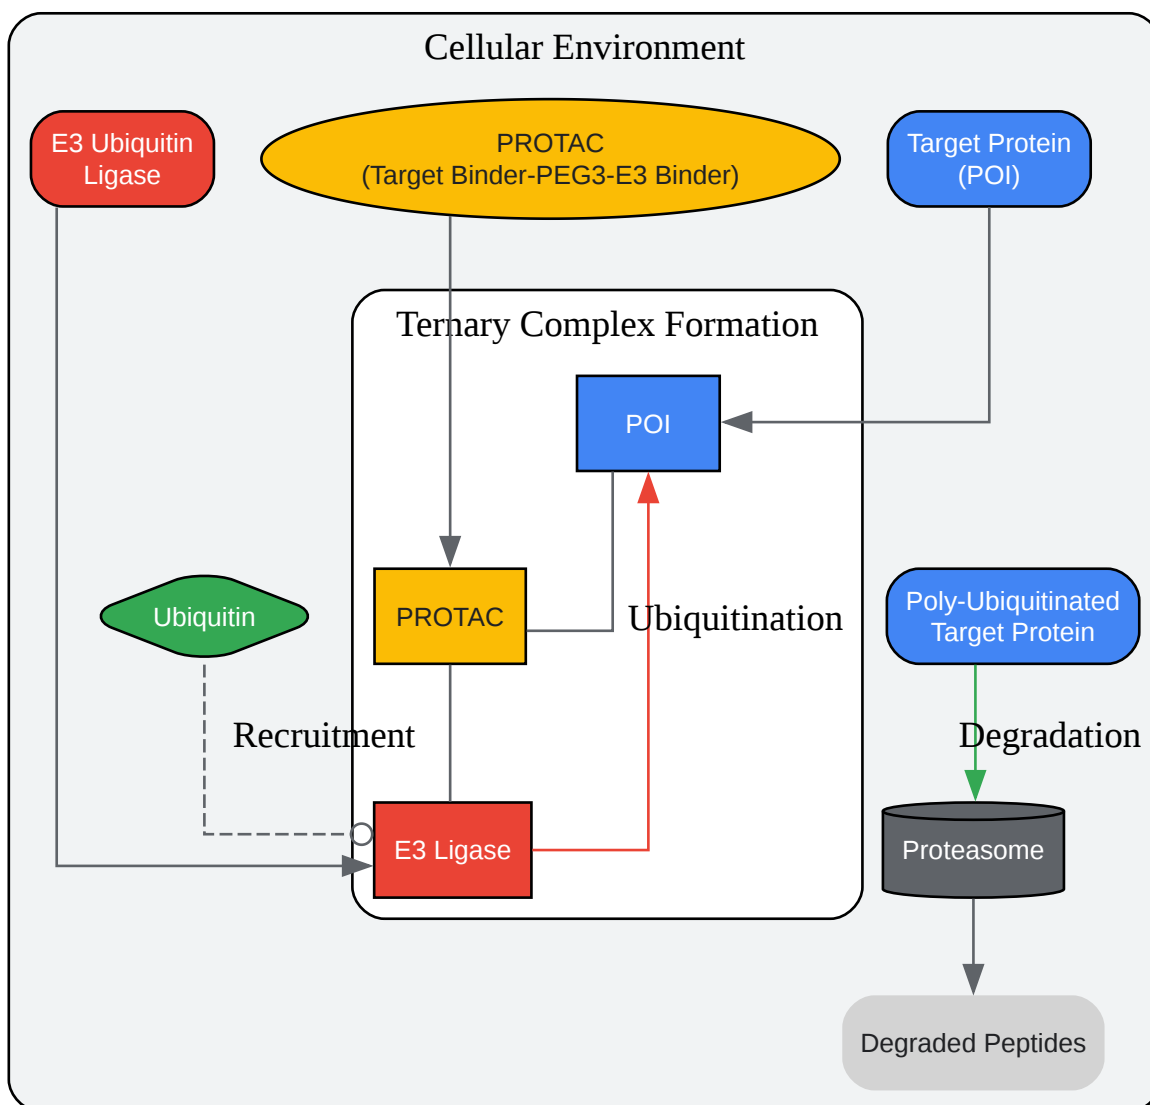 Cellular Environment
E3 Ubiquitin
Ligase
PROTAC
(Target Binder-PEG3-E3 Binder)
Target Protein
(POI)
Ternary Complex Formation
POI
Ubiquitin
PROTAC
Ubiquitination
Poly-Ubiquitinated
Target Protein
Recruitment
Degradation
E3 Ligase
Proteasome
Degraded Peptides